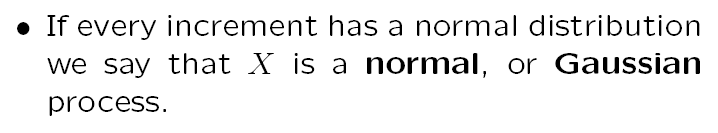 • If every increment has a normal distribution
we say that X is a normal, or Gaussian
process.